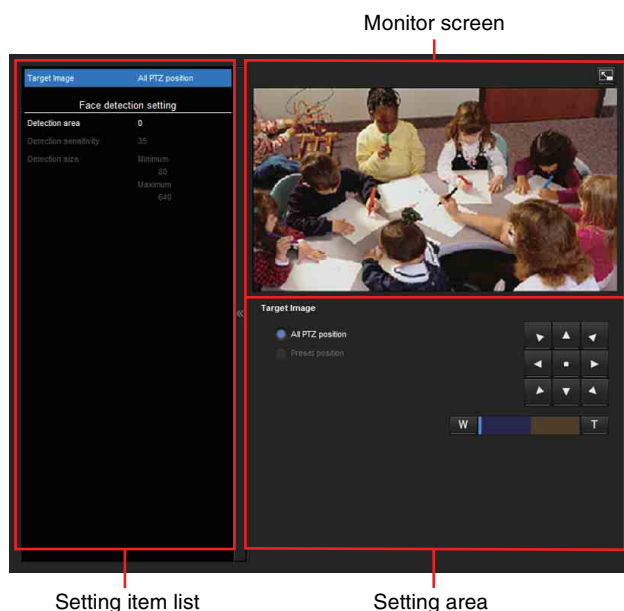 Monitor screen
Target Image All PTZ position
Face detection setting
Detection area 0
Detection sensitivity 35
Detection size Minimum
80
Maximum
640
«
Target Image
All PTZ position
Preset position
W T
Setting item list Setting area